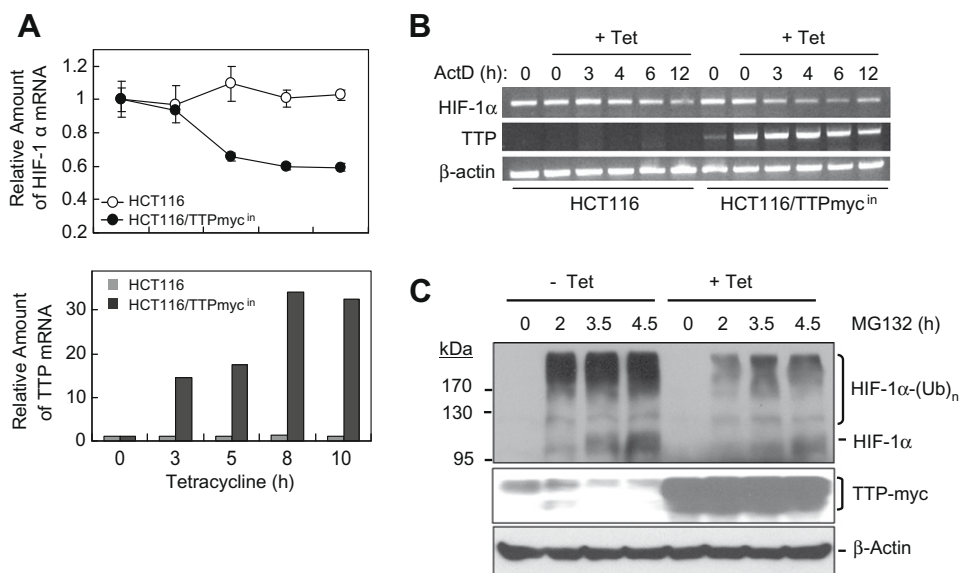 A
Relative Amount
of HIF-1 α mRNA
1.2
1
0.8
0.6
0.4
0.2
HCT116
HCT116/TTPmyc in
Relative Amount
of TTP mRNA
30
20
10
0
HCT116
HCT116/TTPmyc in
0 3 5 8 10
Tetracycline (h)
B
+ Tet + Tet
ActD (h): 0 0 3 4 6 12 0 0 3 4 6 12
HIF-1α
TTP
β-actin
HCT116 HCT116/TTPmyc in
C
- Tet + Tet
0 2 3.5 4.5 0 2 3.5 4.5 MG132 (h)
kDa
170
130
95
HIF-1α-(Ub)n
HIF-1α
TTP-myc
β-Actin